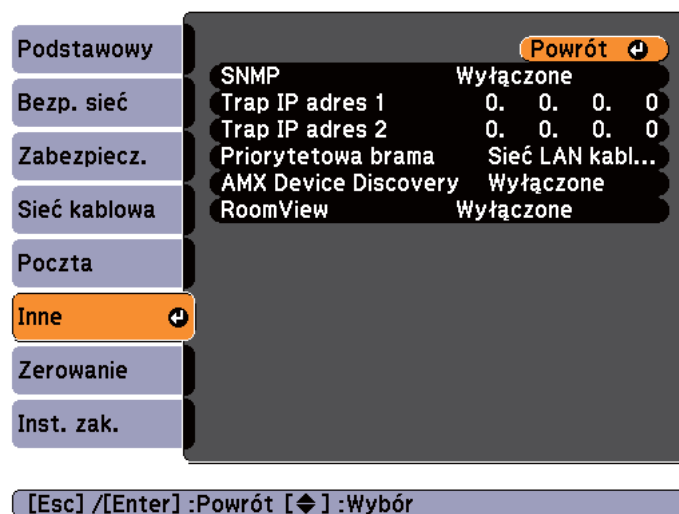 Podstawowy
Bezp. sieć
Zabezpiecz.
Sieć kablowa
Poczta
Inne
Zerowanie
Inst. zak.
Powrót
SNMP Wyłączone
Trap IP adres 1 0. 0. 0. 0
Trap IP adres 2 0. 0. 0. 0
Priorytetowa brama Sieć LAN kabl...
AMX Device Discovery Wyłączone
RoomView Wyłączone
[Esc] /[Enter] :Powrót [◆] :Wybór